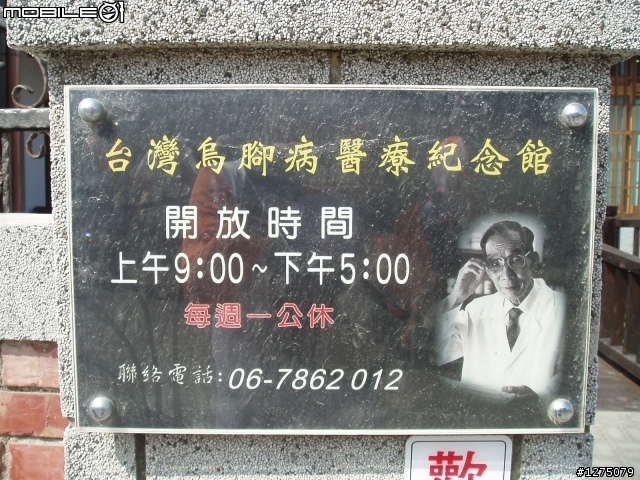 mobile01
台灣烏腳病醫療紀念館
開放時間
上午9:00~下午5:00
每週一公休
聯絡電話:06-7862 012
歡
#1275079